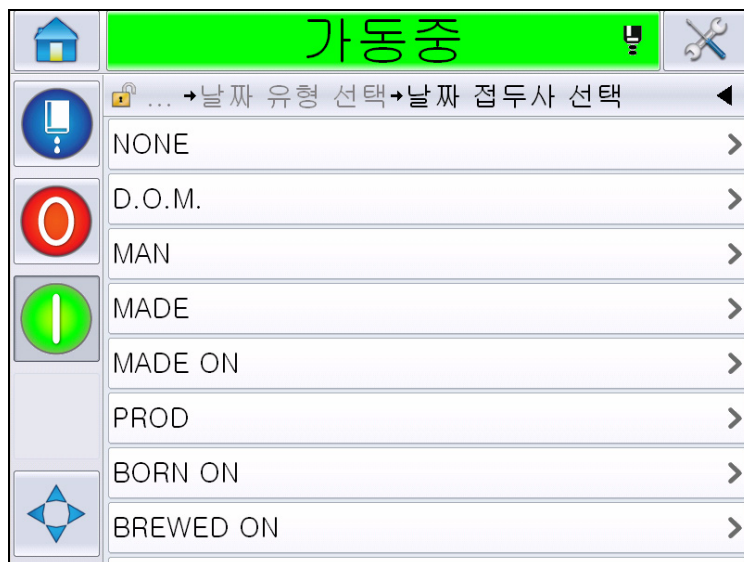 가동중
... →날짜 유형 선택→날짜 접두사 선택
NONE
D.O.M.
MAN
MADE
MADE ON
PROD
BORN ON
BREWED ON